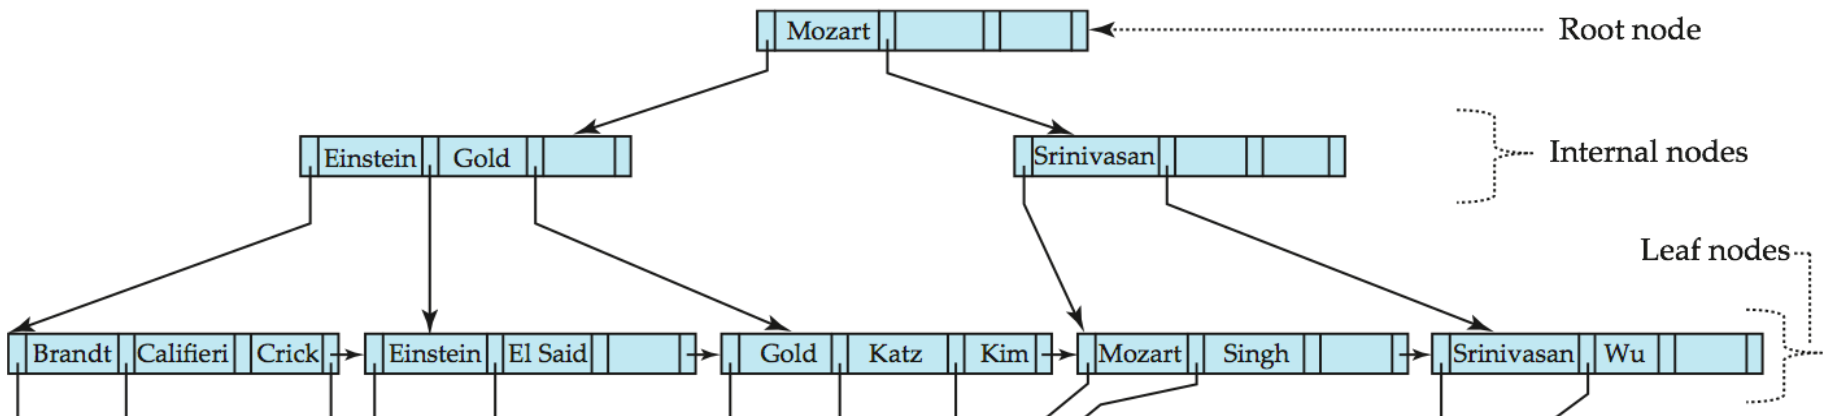 Mozart
Root node
Einstein Gold
Srinivasan
Internal nodes
Leaf nodes
Brandt Califieri Crick
Einstein El Said
Gold Katz Kim
Mozart Singh
Srinivasan Wu